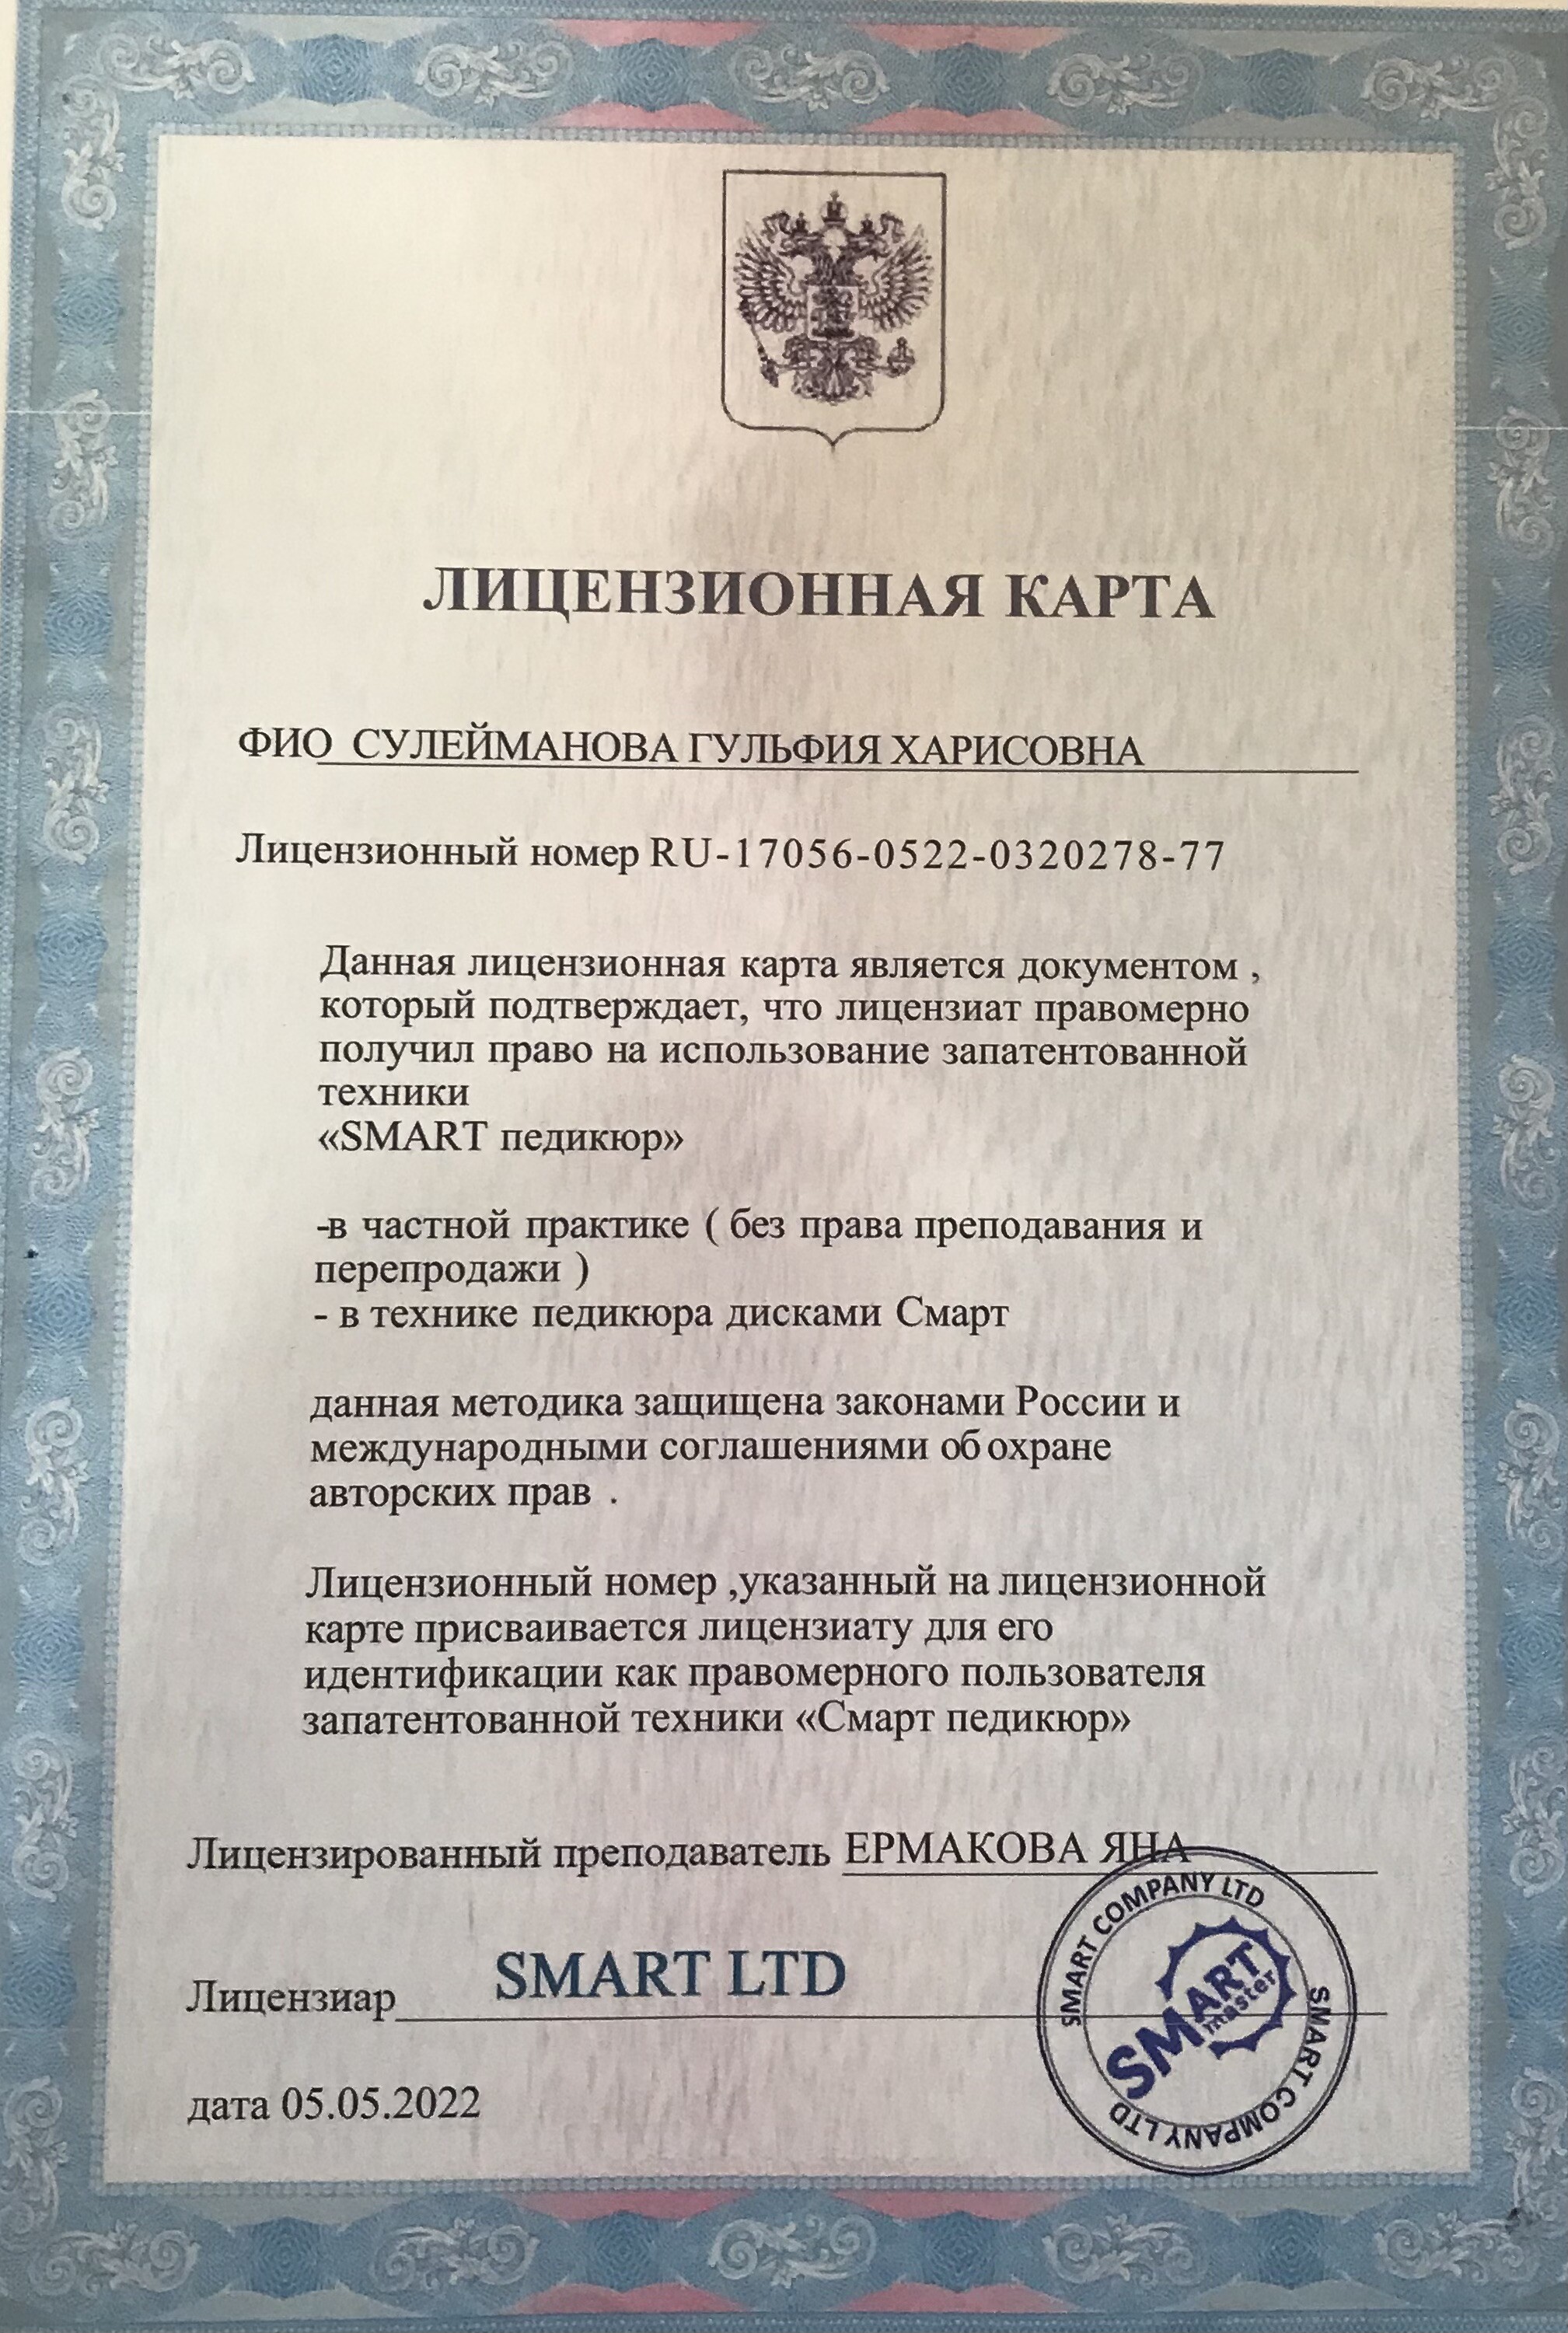 ЛИЦЕНЗИОННАЯ КАРТА
ФИО СУЛЕЙМАНОВА ГУЛЬФИЯ ХАРИСОВНА
Лицензионный номер RU-17056-0522-0320278-77
Данная лицензионная карта является документом ,
который подтверждает, что лицензиат правомерно
получил право на использование запатентованной
техники
«SMART педикюр»
-в частной практике ( без права преподавания и
перепродажи )
- в технике педикюра дисками Смарт
данная методика защищена законами России и
международными соглашениями об охране
авторских прав .
Лицензионный номер ,указанный на лицензионной
карте присваивается лицензиату для его
идентификации как правомерного пользователя
запатентованной техники «Смарт педикюр»
Лицензированный преподаватель ЕРМАКОВА ЯНА
Лицензиар SMART LTD
дата 05.05.2022
SMART COMPANY LTD
SMART COMPANY LTD
SMART
master